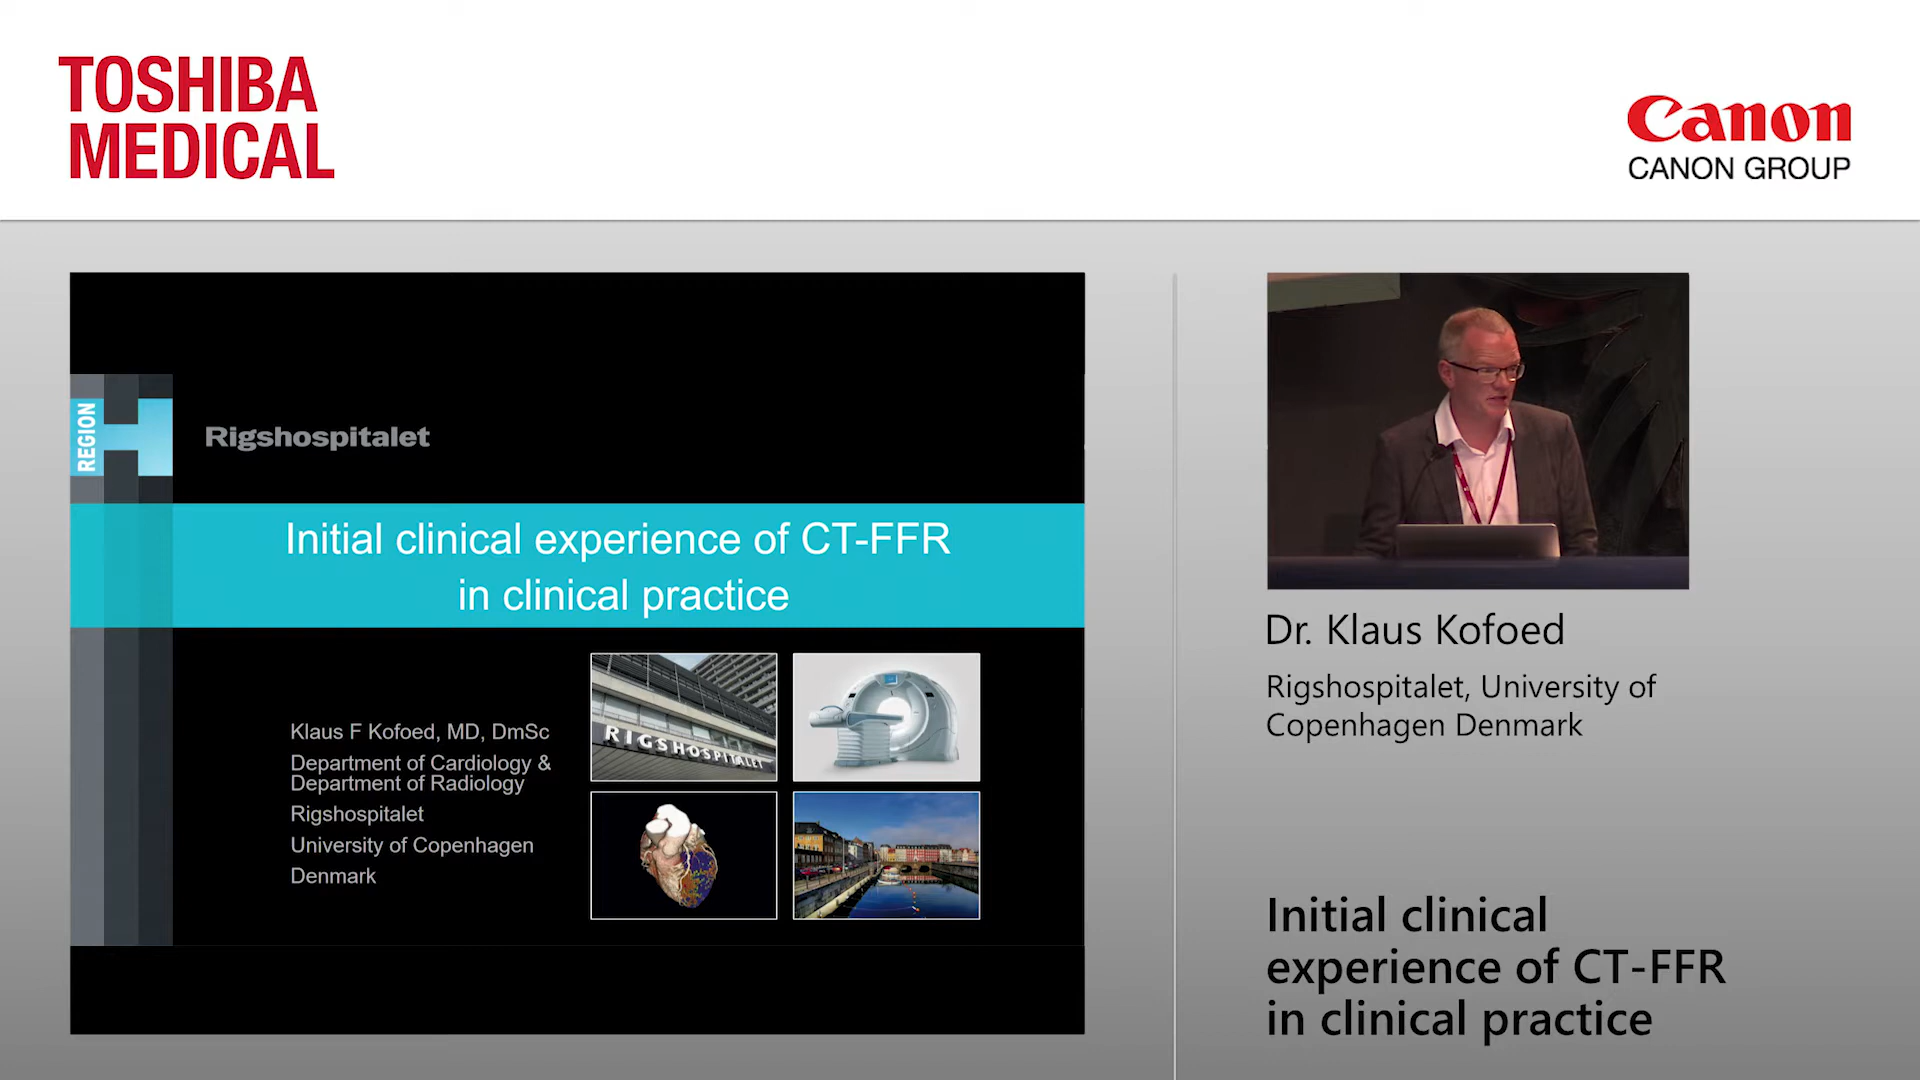 TOSHIBA
MEDICAL
Canon
CANON GROUP
REGION
H
Rigshospitalet
Initial clinical experience of CT-FFR
in clinical practice
Klaus F Kofoed, MD, DmSc
Department of Cardiology &
Department of Radiology
Rigshospitalet
University of Copenhagen
Denmark
RIGSHOSPITALET
Dr. Klaus Kofoed
Rigshospitalet, University of
Copenhagen Denmark
Initial clinical
experience of CT-FFR
in clinical practice